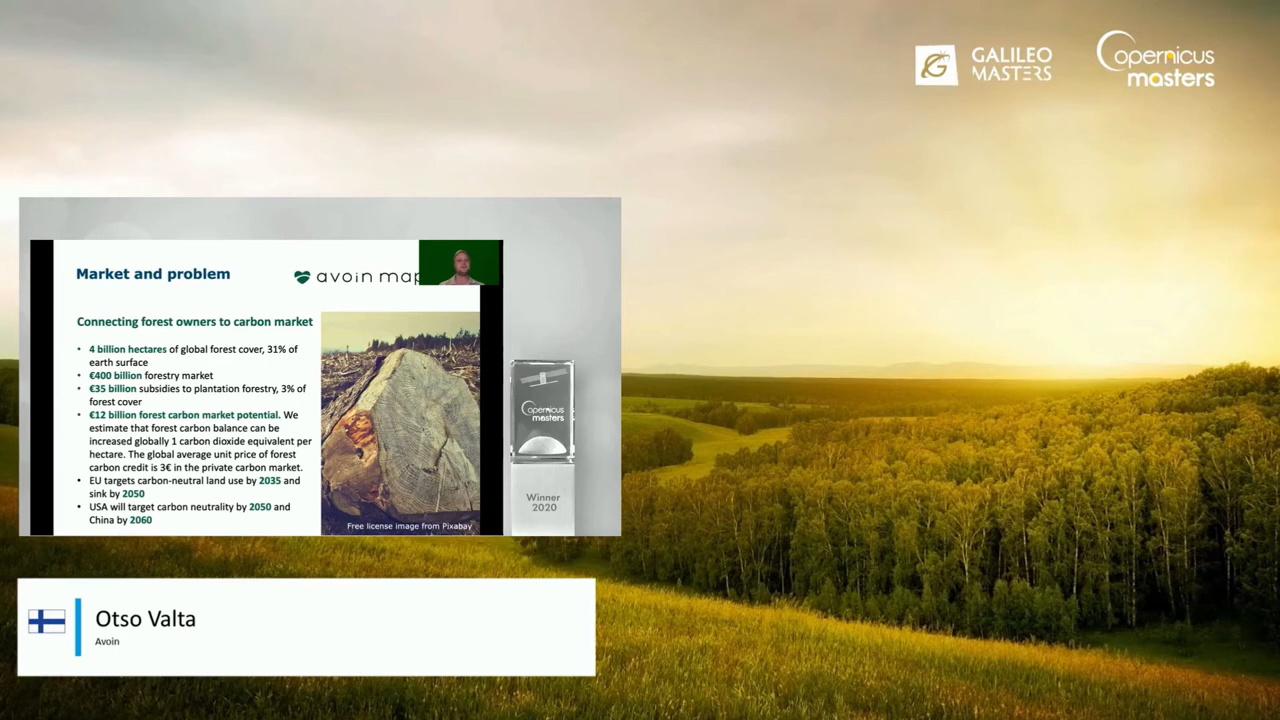 GALILEO
MASTERS
Copernicus
masters
Market and problem
avoin map
Connecting forest owners to carbon market
• 4 billion hectares of global forest cover, 31% of
earth surface
• €400 billion forestry market
• €35 billion subsidies to plantation forestry, 3% of
forest cover
• €12 billion forest carbon market potential. We
estimate that forest carbon balance can be
increased globally 1 carbon dioxide equivalent per
hectare. The global average unit price of forest
carbon credit is 3€ in the private carbon market.
• EU targets carbon-neutral land use by 2035 and
sink by 2050
• USA will target carbon neutrality by 2050 and
China by 2060
Free license image from Pixabay
Copernicus
masters
Winner
2020
Otso Valta
Avoin